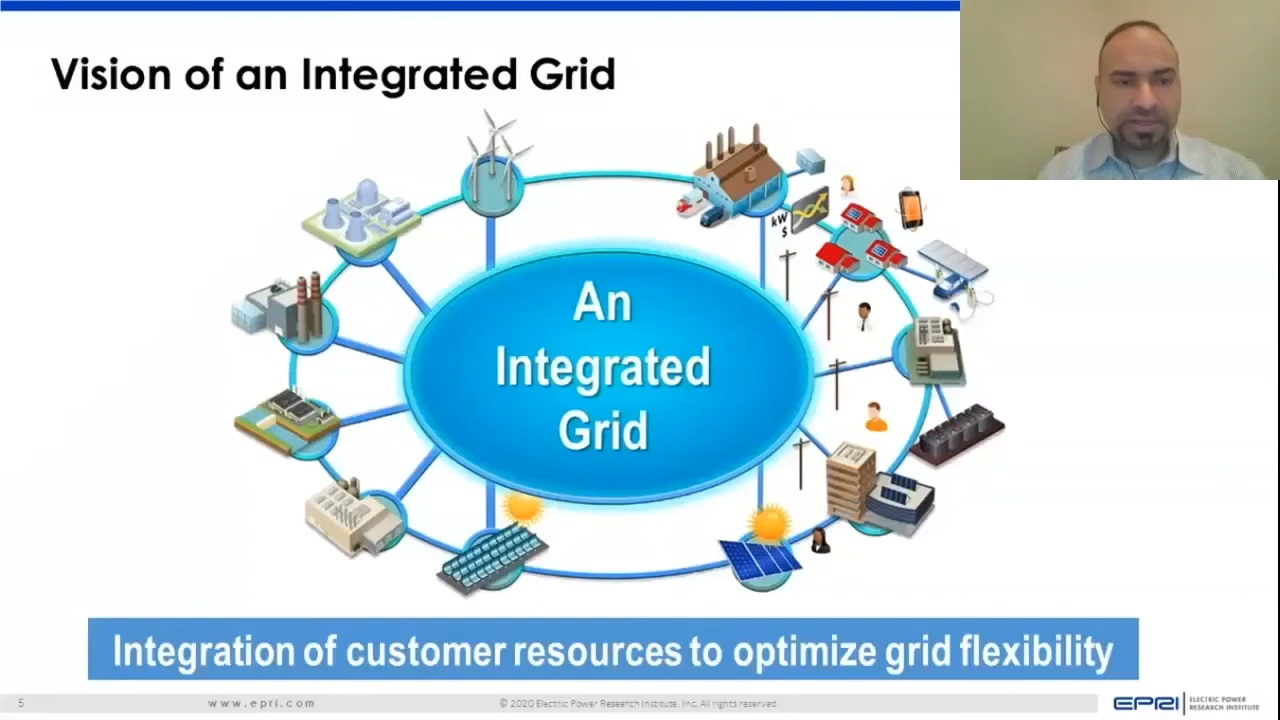 Vision of an Integrated Grid
kW
$
An
Integrated
Grid
Integration of customer resources to optimize grid flexibility
5
www.epri.com
© 2020 Electric Power Research Institute, Inc. All rights reserved.
EPRI
ELECTRIC POWER
RESEARCH INSTITUTE